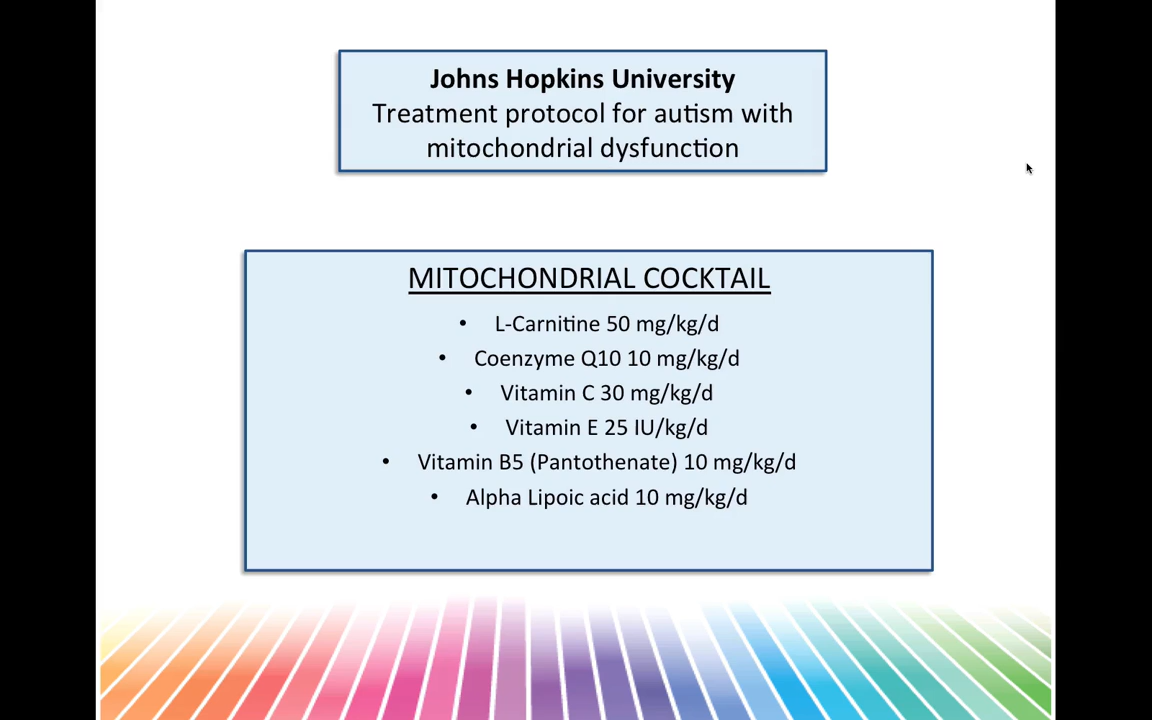 Johns Hopkins University
Treatment protocol for autism with
mitochondrial dysfunction
MITOCHONDRIAL COCKTAIL
• L-Carnitine 50 mg/kg/d
• Coenzyme Q10 10 mg/kg/d
• Vitamin C 30 mg/kg/d
• Vitamin E 25 IU/kg/d
• Vitamin B5 (Pantothenate) 10 mg/kg/d
• Alpha Lipoic acid 10 mg/kg/d